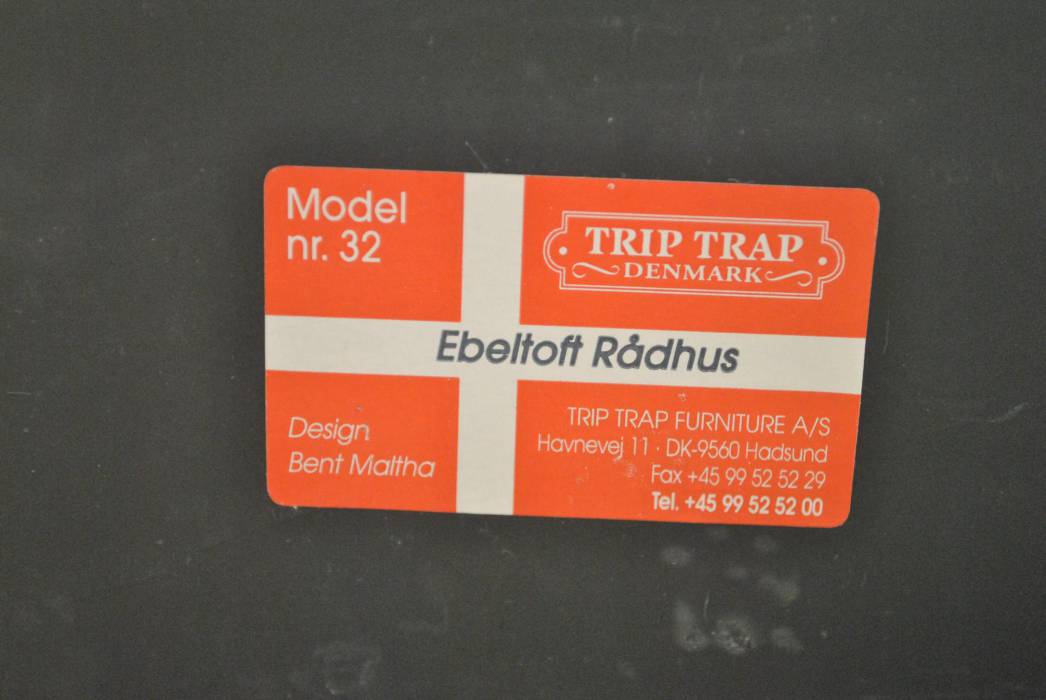 Model
nr. 32
TRIP TRAP
DENMARK
Ebeltoft Rådhus
Design
Bent Maltha
TRIP TRAP FURNITURE A/S
Havnevej 11 · DK-9560 Hadsund
Fax +45 99 52 52 29
Tel. +45 99 52 52 00